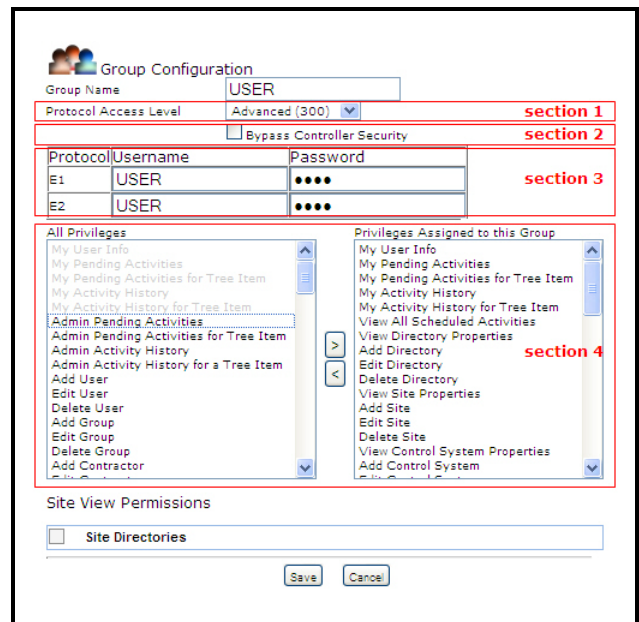 Group Configuration
Group Name USER
Protocol Access Level Advanced (300) section 1
Bypass Controller Security section 2
Protocol Username Password
E1 USER ●●●● section 3
E2 USER ●●●●
All Privileges
My User Info
My Pending Activities
My Pending Activities for Tree Item
My Activity History
My Activity History for Tree Item
Admin Pending Activities
Admin Pending Activities for Tree Item
Admin Activity History
Admin Activity History for a Tree Item
Add User
Edit User
Delete User
Add Group
Edit Group
Delete Group
Add Contractor
>
<
Privileges Assigned to this Group
My User Info
My Pending Activities
My Pending Activities for Tree Item
My Activity History
My Activity History for Tree Item
View All Scheduled Activities
View Directory Properties
Add Directory
Edit Directory
Delete Directory
View Site Properties
Add Site
Edit Site
Delete Site
View Control System Properties
Add Control System
section 4
Site View Permissions
Site Directories
Save Cancel